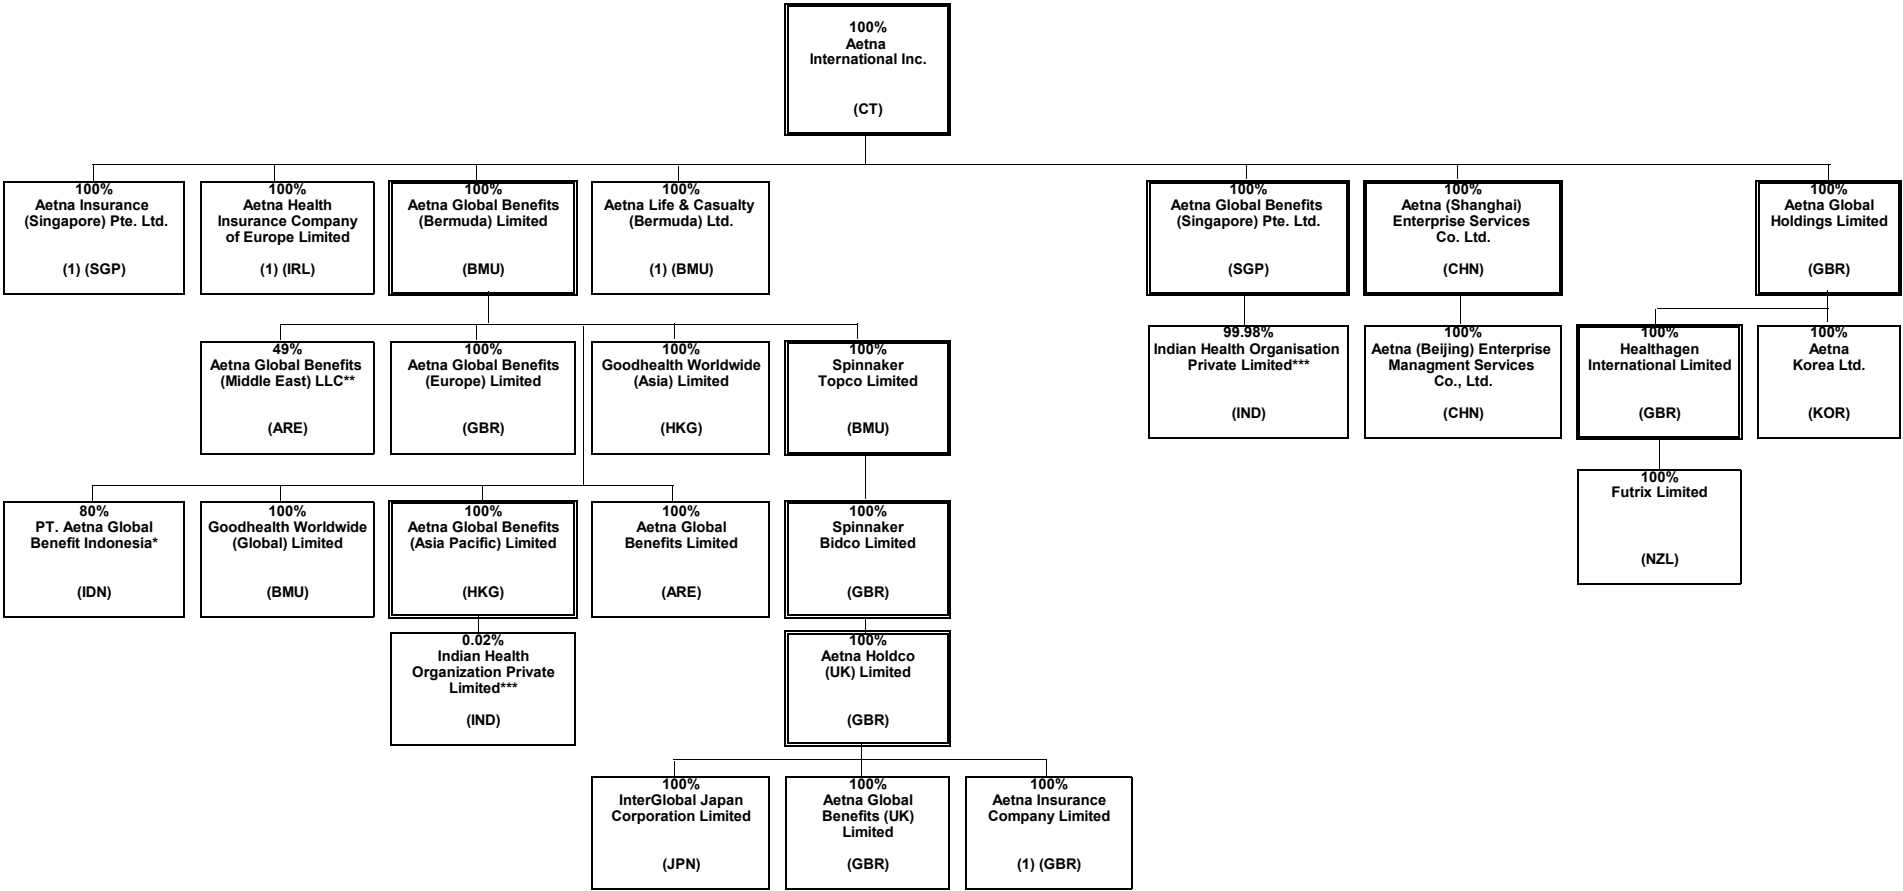 100%
Aetna
International Inc.
(CT)
100%
Aetna Insurance
(Singapore) Pte. Ltd.
(1) (SGP)
100%
Aetna Health
Insurance Company
of Europe Limited
(1) (IRL)
100%
Aetna Global Benefits
(Bermuda) Limited
(BMU)
100%
Aetna Life & Casualty
(Bermuda) Ltd.
(1) (BMU)
100%
Aetna Global Benefits
(Singapore) Pte. Ltd.
(SGP)
100%
Aetna (Shanghai)
Enterprise Services
Co. Ltd.
(CHN)
100%
Aetna Global
Holdings Limited
(GBR)
49%
Aetna Global Benefits
(Middle East) LLC**
(ARE)
100%
Aetna Global Benefits
(Europe) Limited
(GBR)
100%
Goodhealth Worldwide
(Asia) Limited
(HKG)
100%
Spinnaker
Topco Limited
(BMU)
99.98%
Indian Health Organisation
Private Limited***
(IND)
100%
Aetna (Beijing) Enterprise
Managment Services
Co., Ltd.
(CHN)
100%
Healthagen
International Limited
(GBR)
100%
Aetna
Korea Ltd.
(KOR)
100%
Futrix Limited
(NZL)
80%
PT. Aetna Global
Benefit Indonesia*
(IDN)
100%
Goodhealth Worldwide
(Global) Limited
(BMU)
100%
Aetna Global Benefits
(Asia Pacific) Limited
(HKG)
100%
Aetna Global
Benefits Limited
(ARE)
100%
Spinnaker
Bidco Limited
(GBR)
0.02%
Indian Health
Organization Private
Limited***
(IND)
100%
Aetna Holdco
(UK) Limited
(GBR)
100%
InterGlobal Japan
Corporation Limited
(JPN)
100%
Aetna Global
Benefits (UK)
Limited
(GBR)
100%
Aetna Insurance
Company Limited
(1) (GBR)